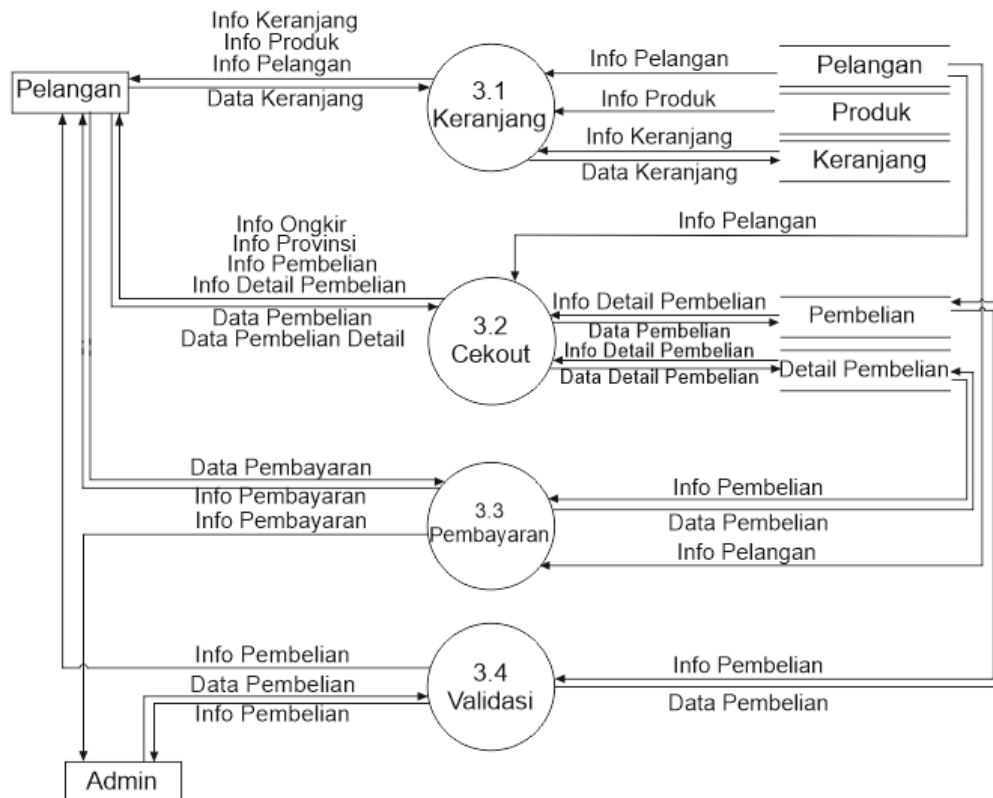 Info Keranjang
Info Produk
Info Pelangan
Data Keranjang
Pelangan
3.1
Keranjang
Info Pelangan
Info Produk
Info Keranjang
Data Keranjang
Pelangan
Produk
Keranjang
Info Pelangan
Info Ongkir
Info Provinsi
Info Pembelian
Info Detail Pembelian
Data Pembelian
Data Pembelian Detail
3.2
Cekout
Info Detail Pembelian
Data Pembelian
Info Detail Pembelian
Data Detail Pembelian
Pembelian
Detail Pembelian
Data Pembayaran
Info Pembayaran
Info Pembayaran
3.3
Pembayaran
Info Pembelian
Data Pembelian
Info Pelangan
Info Pembelian
Data Pembelian
Info Pembelian
3.4
Validasi
Info Pembelian
Data Pembelian
Admin